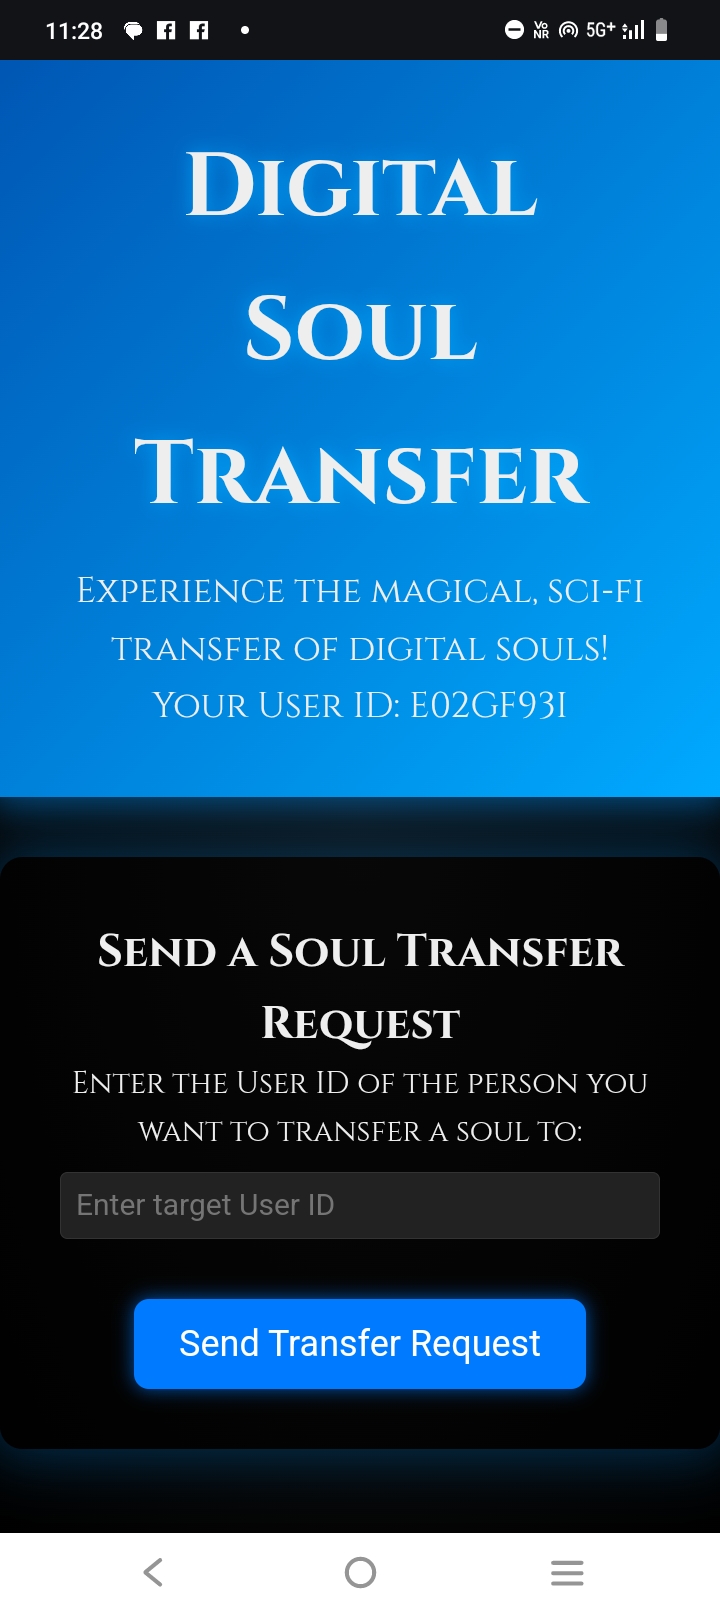 11:28
Vo NR 5G+
Digital
Soul
Transfer
Experience the magical, sci-fi
transfer of digital souls!
Your User ID: E02GF93I
Send a Soul Transfer
Request
Enter the User ID of the person you
want to transfer a soul to:
Enter target User ID
Send Transfer Request